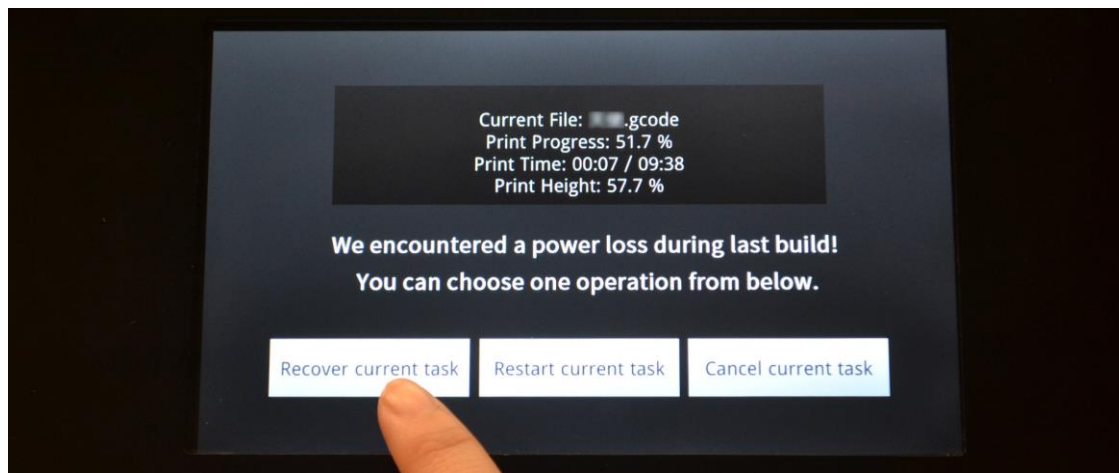 Current File: .gcode
Print Progress: 51.7 %
Print Time: 00:07 / 09:38
Print Height: 57.7 %
We encountered a power loss during last build!
You can choose one operation from below.
Recover current task
Restart current task
Cancel current task